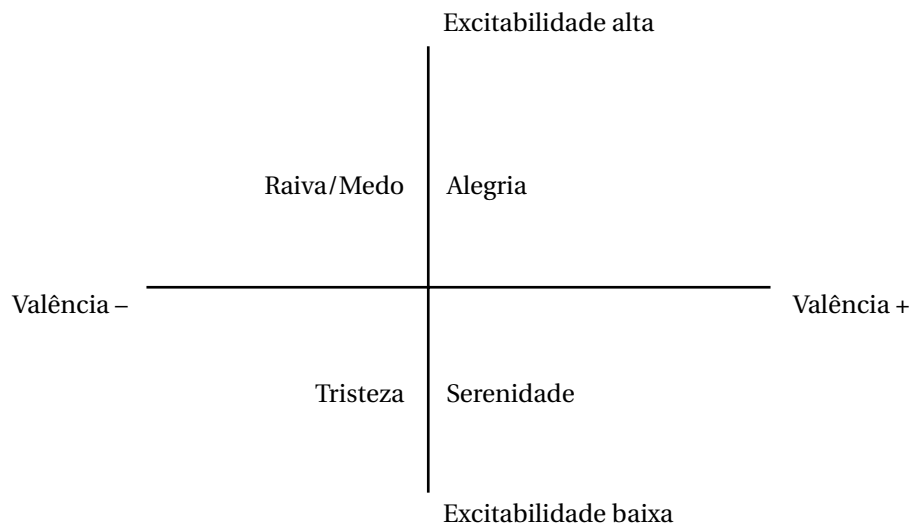 Excitabilidade alta
Raiva/Medo
Alegria
Valência –
Valência +
Tristeza
Serenidade
Excitabilidade baixa